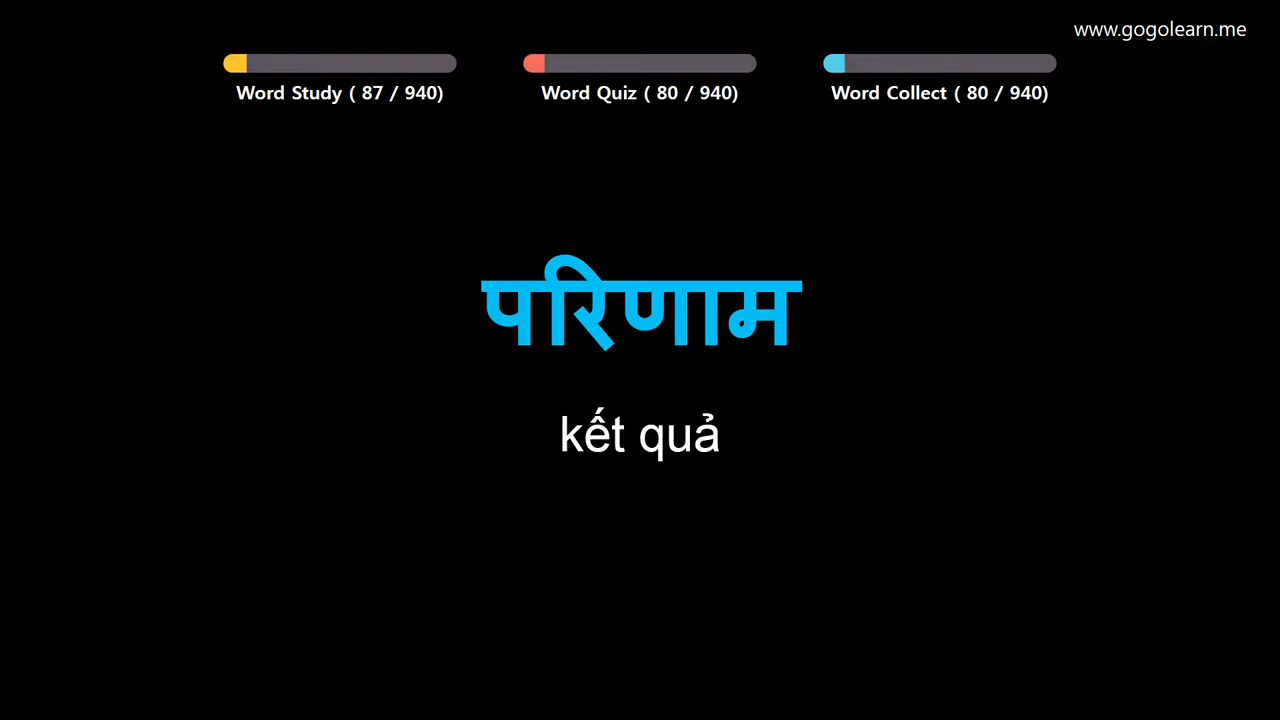 www.gogolearn.me
Word Study ( 87 / 940)
Word Quiz ( 80 / 940)
Word Collect ( 80 / 940)
परिणाम
kết quả